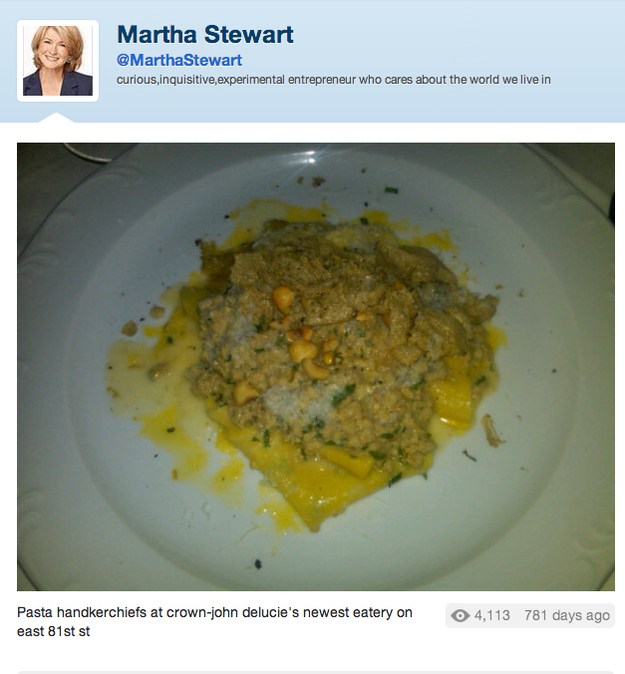 Martha Stewart
@MarthaStewart
curious,inquisitive,experimental entrepreneur who cares about the world we live in
Pasta handkerchiefs at crown-john delucie's newest eatery on
east 81st st
4,113 781 days ago